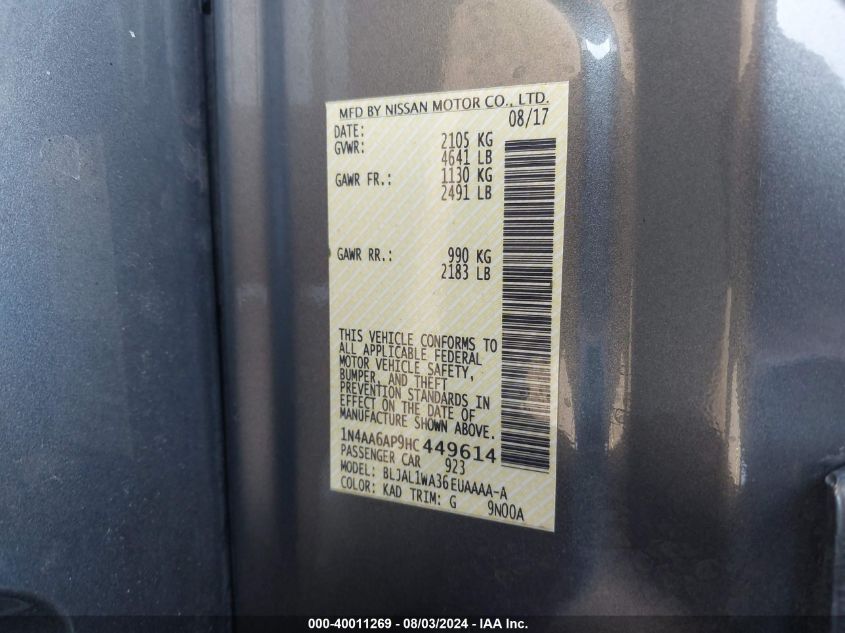 MFD BY NISSAN MOTOR CO., LTD.
DATE: 08/17
GVWR: 2105 KG
4641 LB
GAWR FR.: 1130 KG
2491 LB
GAWR RR.: 990 KG
2183 LB
THIS VEHICLE CONFORMS TO
ALL APPLICABLE FEDERAL
MOTOR VEHICLE SAFETY,
BUMPER, AND THEFT
PREVENTION STANDARDS IN
EFFECT ON THE DATE OF
MANUFACTURE SHOWN ABOVE.
1N4AA6AP9HC449614
PASSENGER CAR 923
MODEL: BLJAL1WA36EUAAAA-A
COLOR: KAD TRIM: G 9N00A
000-40011269 - 08/03/2024 - IAA Inc.